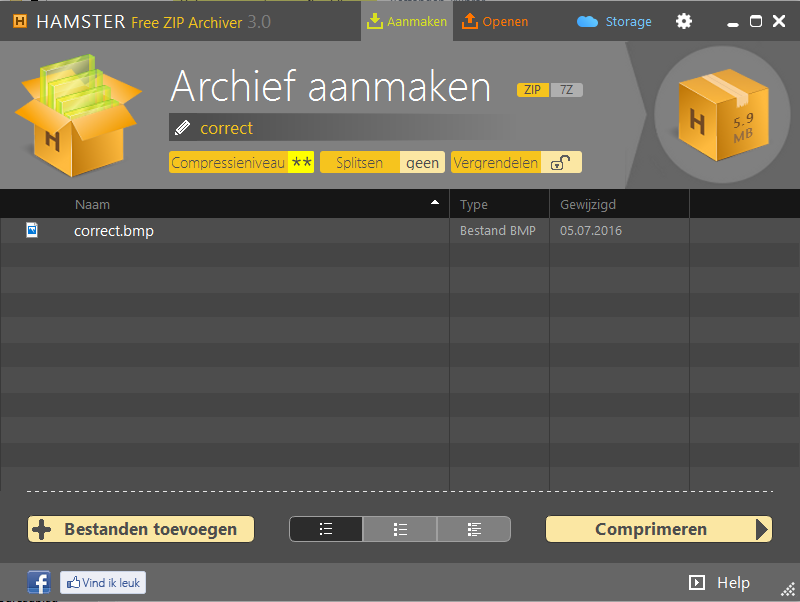 HAMSTER Free ZIP Archiver 3.0
Aanmaken
Openen
Storage
Archief aanmaken
ZIP 7Z
correct
Compressieniveau **
Splitsen geen
Vergrendelen
H
H
5.9
MB
Naam Type Gewijzigd
correct.bmp Bestand BMP 05.07.2016
Bestanden toevoegen
Comprimeren
f
Vind ik leuk
Help